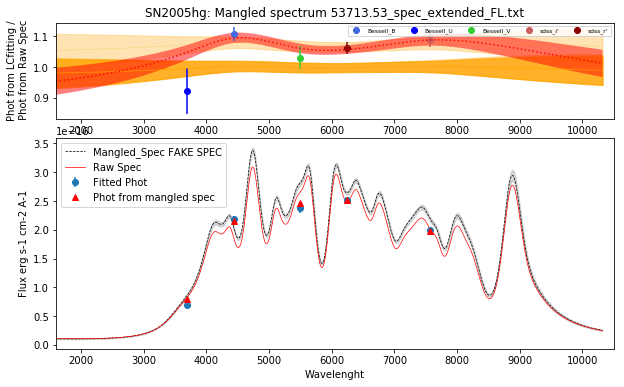 SN2005hg: Mangled spectrum 53713.53_spec_extended_FL.txt
Phot from LCfitting /
Phot from Raw Spec
1.1
1.0
0.9
Bessell_B
Bessell_U
Bessell_V
sdss_i'
sdss_r'
2000 3000 4000 5000 6000 7000 8000 9000 10000
Flux erg s-1 cm-2 A-1
3.5
3.0
2.5
2.0
1.5
1.0
0.5
0.0
Mangled_Spec FAKE SPEC
Raw Spec
Fitted Phot
Phot from mangled spec
2000 3000 4000 5000 6000 7000 8000 9000 10000
Wavelenght